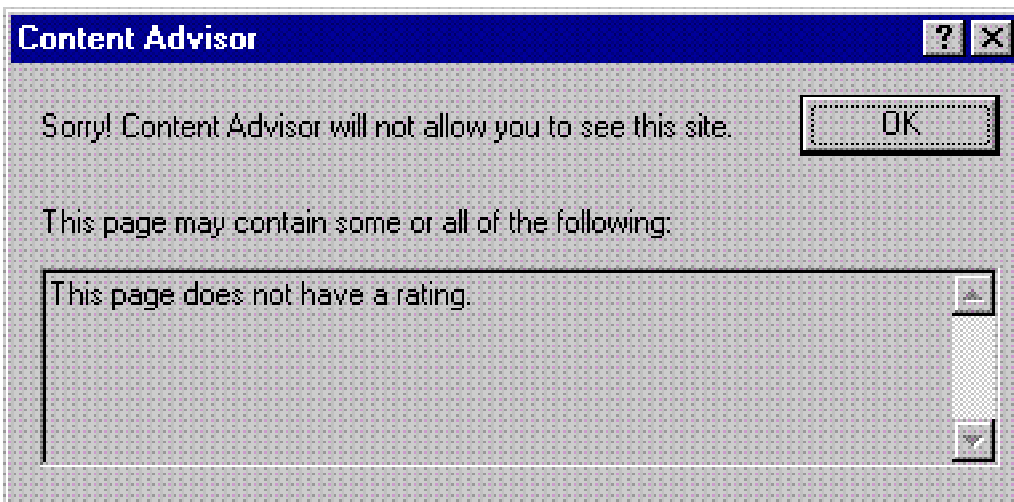 Content Advisor
Sorry! Content Advisor will not allow you to see this site.
OK
This page may contain some or all of the following:
This page does not have a rating.